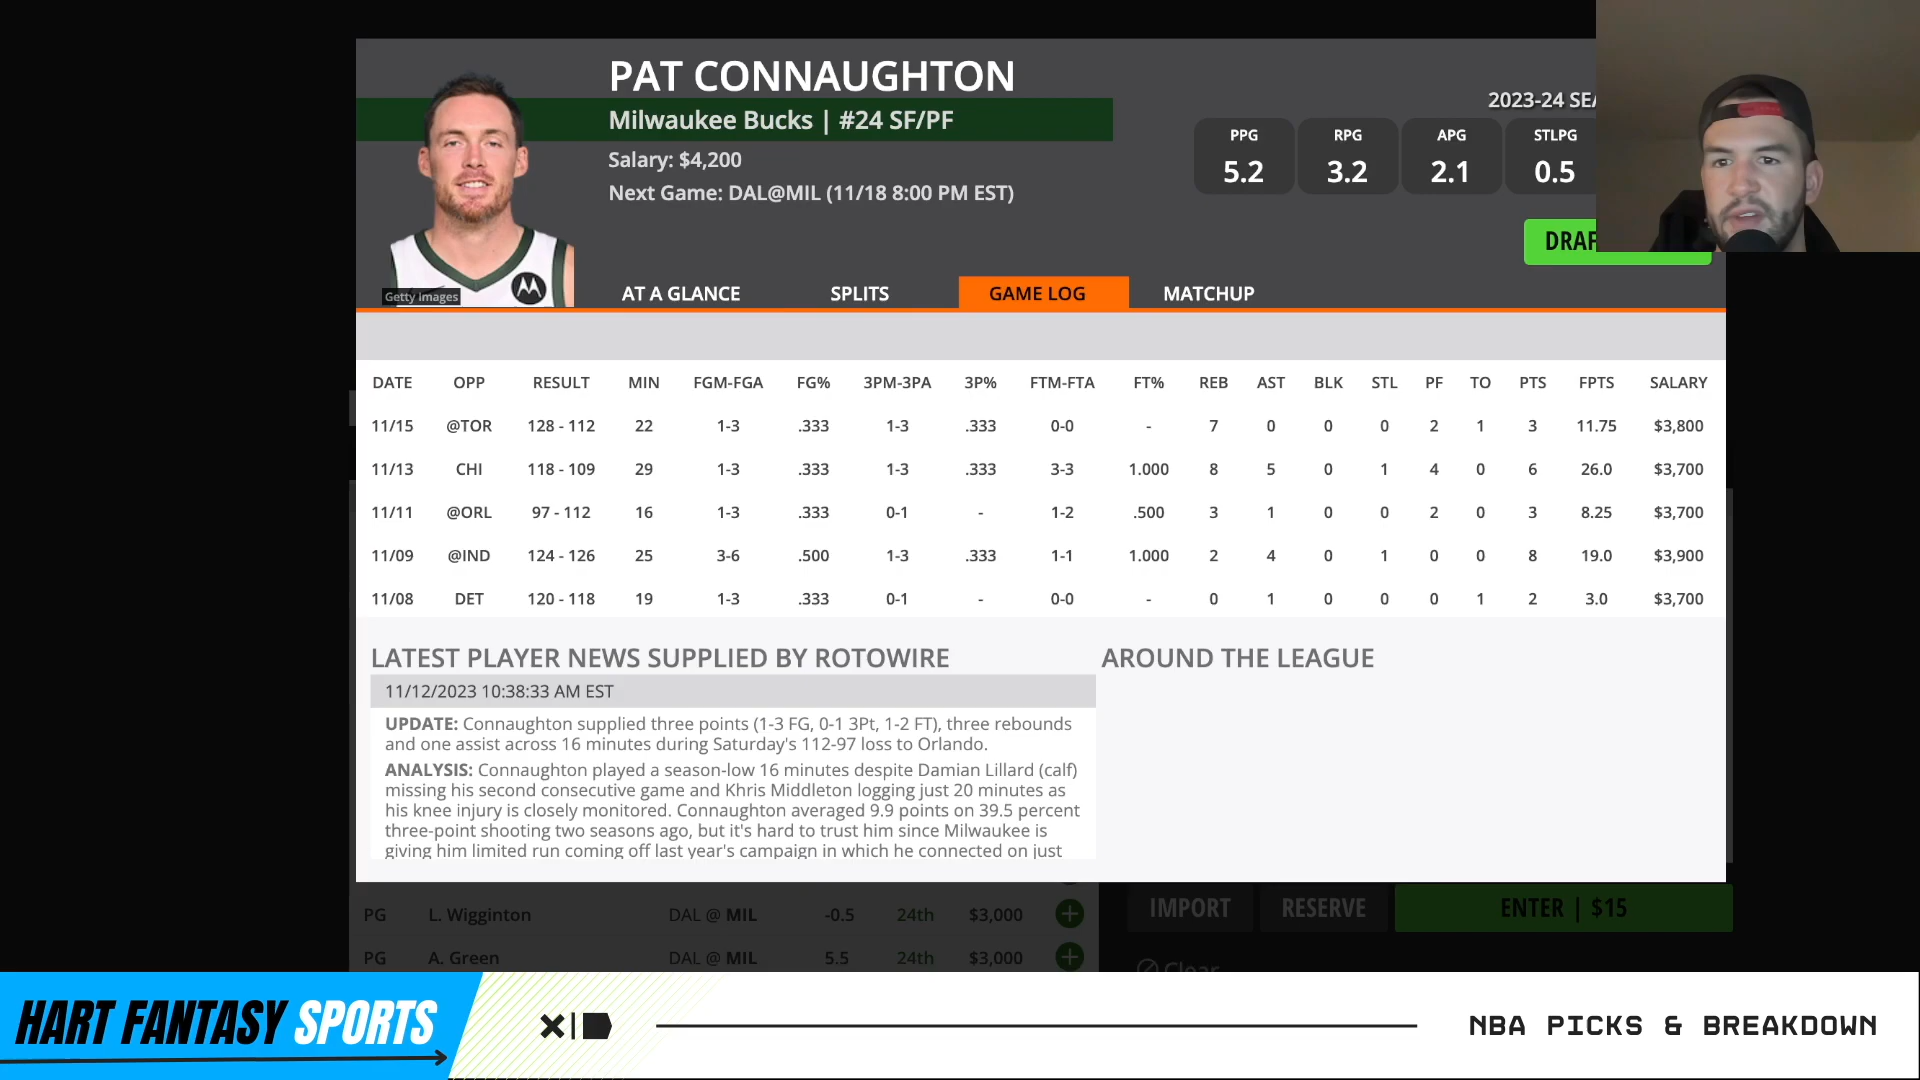 PAT CONNAUGHTON
Milwaukee Bucks | #24 SF/PF
Salary: $4,200
Next Game: DAL@MIL (11/18 8:00 PM EST)
Getty Images
2023-24 SEA
PPG RPG APG STLPG
5.2 3.2 2.1 0.5
DRAF
AT A GLANCE SPLITS GAME LOG MATCHUP
DATE OPP RESULT MIN FGM-FGA FG% 3PM-3PA 3P% FTM-FTA FT% REB AST BLK STL PF TO PTS FPTS SALARY
11/15 @TOR 128 - 112 22 1-3 .333 1-3 .333 0-0 - 7 0 0 0 2 1 3 11.75 $3,800
11/13 CHI 118 - 109 29 1-3 .333 1-3 .333 3-3 1.000 8 5 0 1 4 0 6 26.0 $3,700
11/11 @ORL 97 - 112 16 1-3 .333 0-1 - 1-2 .500 3 1 0 0 2 0 3 8.25 $3,700
11/09 @IND 124 - 126 25 3-6 .500 1-3 .333 1-1 1.000 2 4 0 1 0 0 8 19.0 $3,900
11/08 DET 120 - 118 19 1-3 .333 0-1 - 0-0 - 0 1 0 0 0 1 2 3.0 $3,700
LATEST PLAYER NEWS SUPPLIED BY ROTOWIRE
11/12/2023 10:38:33 AM EST
UPDATE: Connaughton supplied three points (1-3 FG, 0-1 3Pt, 1-2 FT), three rebounds
and one assist across 16 minutes during Saturday's 112-97 loss to Orlando.
ANALYSIS: Connaughton played a season-low 16 minutes despite Damian Lillard (calf)
missing his second consecutive game and Khris Middleton logging just 20 minutes as
his knee injury is closely monitored. Connaughton averaged 9.9 points on 39.5 percent
three-point shooting two seasons ago, but it's hard to trust him since Milwaukee is
giving him limited run coming off last year's campaign in which he connected on just
AROUND THE LEAGUE
PG L. Wigginton DAL @ MIL -0.5 24th $3,000
PG A. Green DAL @ MIL 5.5 24th $3,000
IMPORT RESERVE ENTER | $15
Clear
HART FANTASY SPORTS
NBA PICKS & BREAKDOWN